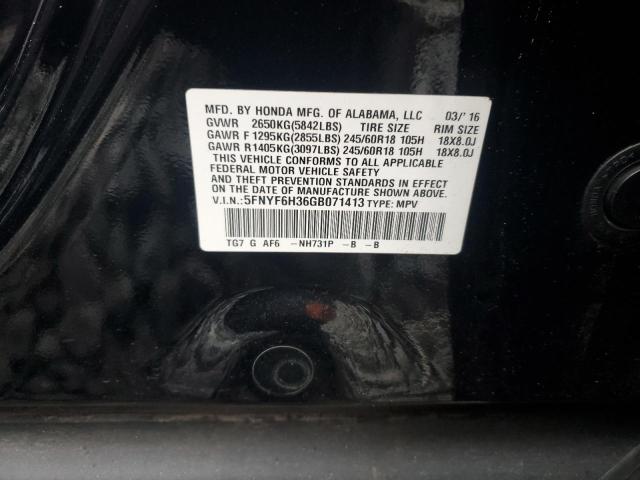 MFD. BY HONDA MFG. OF ALABAMA, LLC 03/'16
GVWR 2650KG(5842LBS) TIRE SIZE RIM SIZE
GAWR F 1295KG(2855LBS) 245/60R18 105H 18X8.0J
GAWR R1405KG(3097LBS) 245/60R18 105H 18X8.0J
THIS VEHICLE CONFORMS TO ALL APPLICABLE
FEDERAL MOTOR VEHICLE SAFETY
AND THEFT PREVENTION STANDARDS IN EFFECT
ON THE DATE OF MANUFACTURE SHOWN ABOVE.
V.I.N.: 5FNYF6H36GB071413 TYPE: MPV
TG7 G AF6 -NH731P -B -B